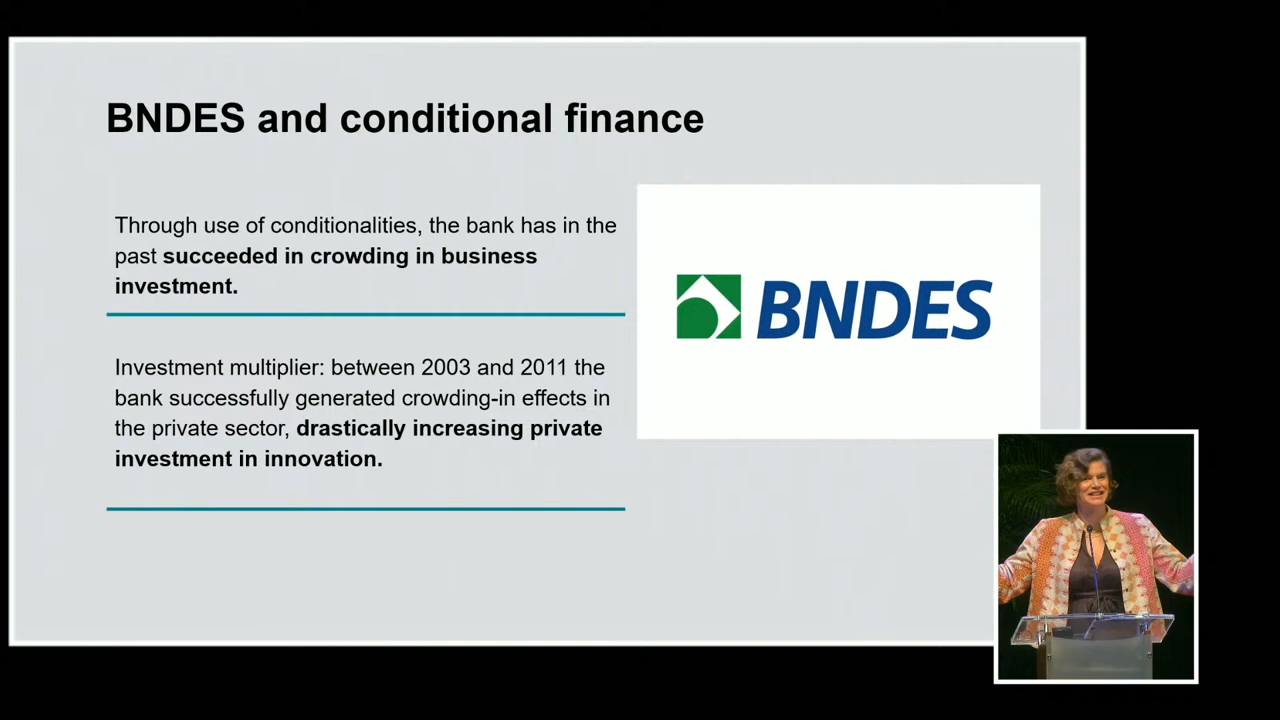 BNDES and conditional finance
Through use of conditionalities, the bank has in the
past succeeded in crowding in business
investment.
BNDES
Investment multiplier: between 2003 and 2011 the
bank successfully generated crowding-in effects in
the private sector, drastically increasing private
investment in innovation.